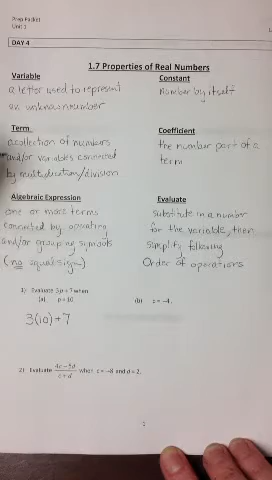 Prep Packet
Unit 1
DAY 4
1.7 Properties of Real Numbers
Variable
a letter used to represent
an unknown number
Constant
Number by itself
Term
a collection of numbers
and/or variables connected
by multiplication/division
Coefficient
the number part of a
term
Algebraic Expression
one or more terms
connected by operating
and/or grouping symbols
(no equal sign)
Evaluate
substitute in a number
for the variable, then
simplify following
Order of operations
1) Evaluate 3p + 7 when
(a) p = 10
(b) p = -4.
3(10) + 7
2) Evaluate 4c - 5d / c + d when c = -8 and d = 2.
1